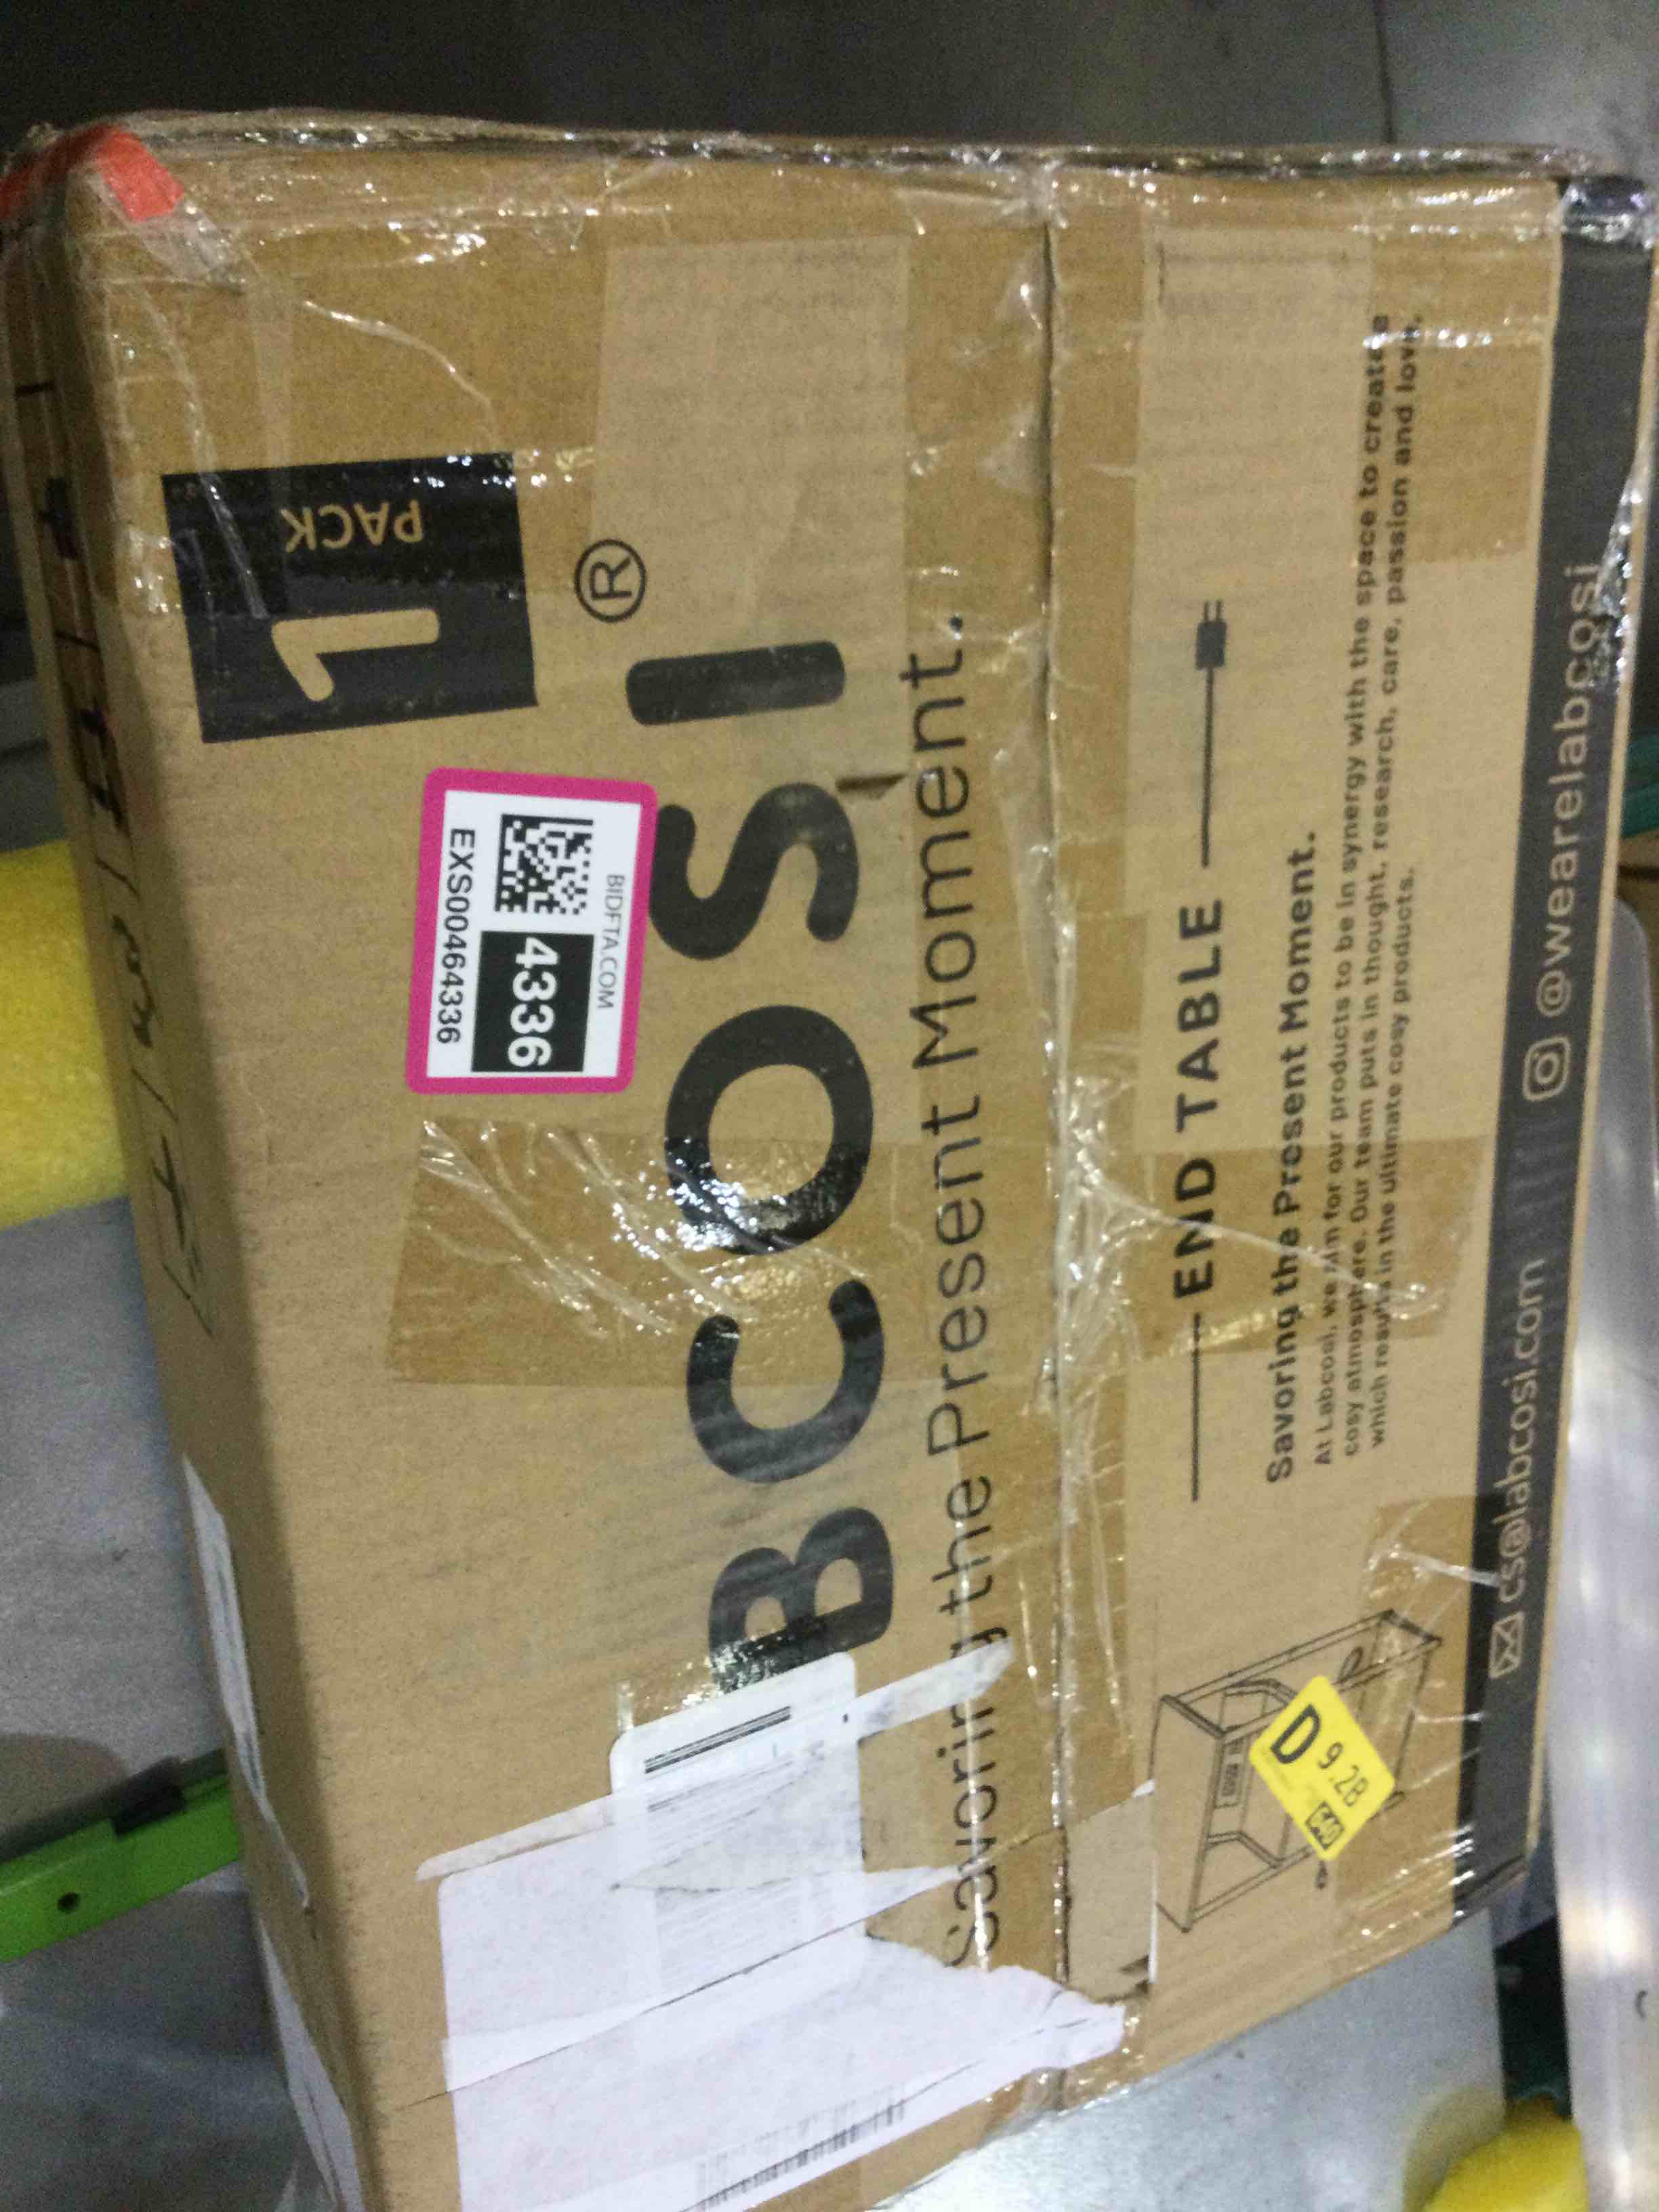 1
PACK
BCOSI®
Savoring the Present Moment.
BIDFTA.COM
4336
EXS00464336
END TABLE
Savoring the Present Moment.
At Labcosi, we aim for our products to be in synergy with the space to create a
cosy atmosphere. Our team puts in thought, research, care, passion and love,
which results in the ultimate cosy products.
D
9.2B
640
cs@labcosi.com
@wearelabcosi